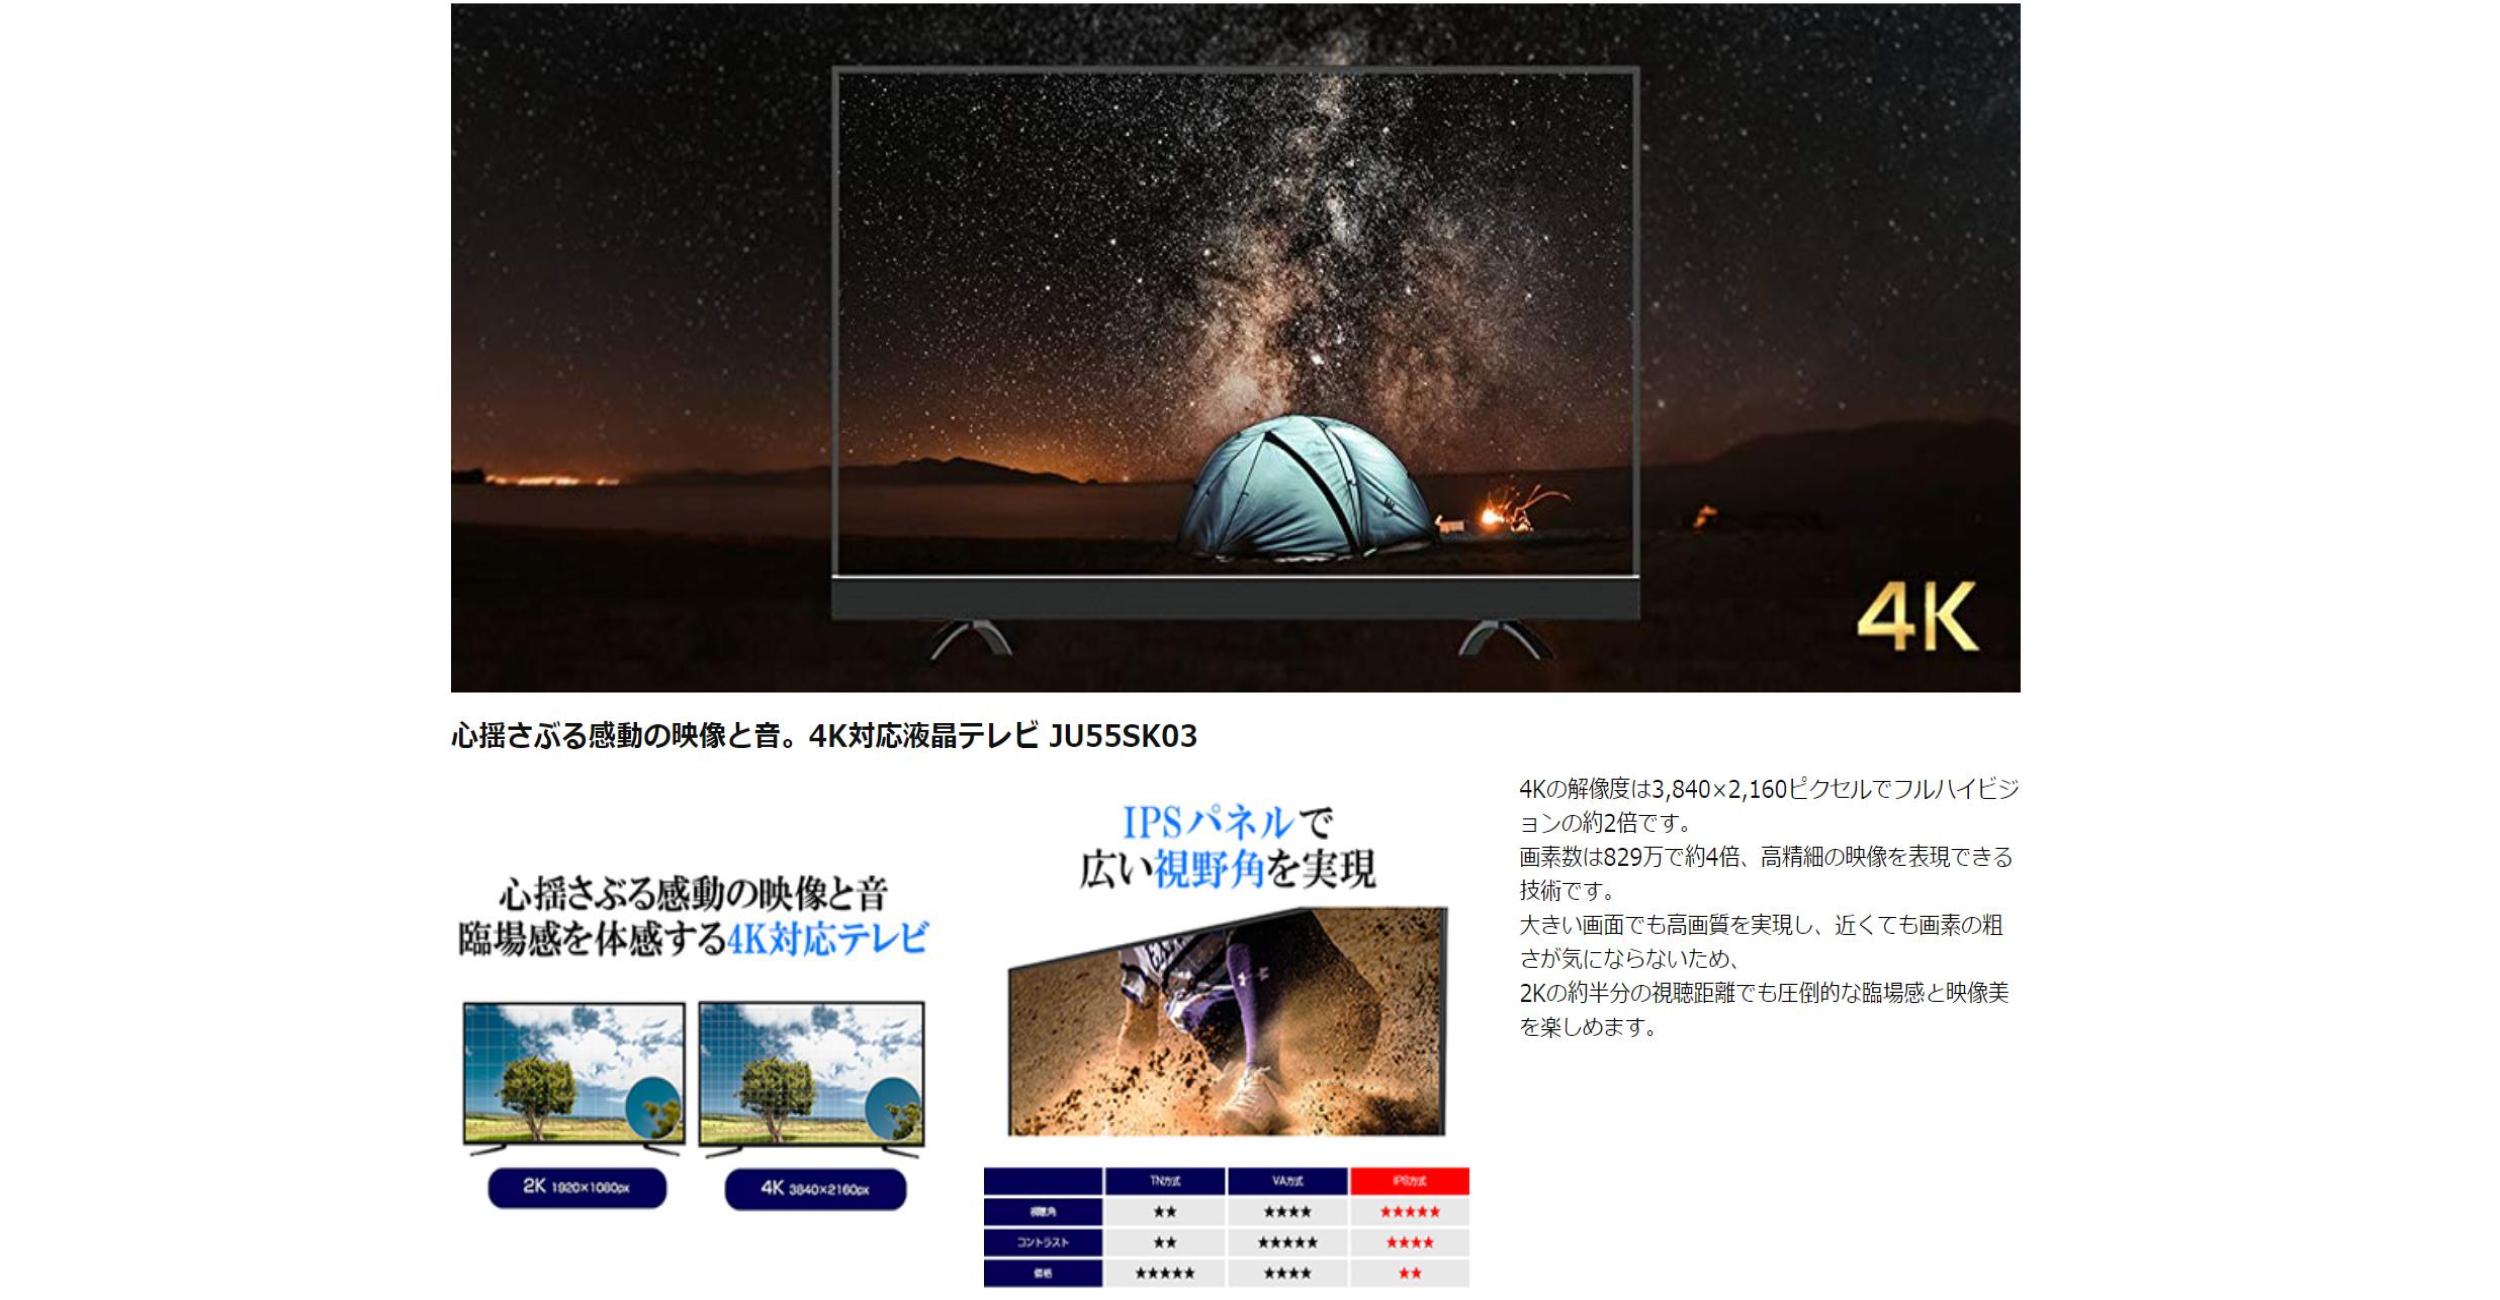 4K
心揺さぶる感動の映像と音。4K対応液晶テレビ JU55SK03
心揺さぶる感動の映像と音
臨場感を体感する4K対応テレビ
2K 1920×1080px
4K 3840×2160px
IPSパネルで
広い視野角を実現
TN方式 VA方式 IPS方式
視聴角 ★★ ★★★★ ★★★★★
コントラスト ★★ ★★★★★ ★★★★
価格 ★★★★★ ★★★★ ★★
4Kの解像度は3,840×2,160ピクセルでフルハイビジ
ョンの約2倍です。
画素数は829万で約4倍、高精細の映像を表現できる
技術です。
大きい画面でも高画質を実現し、近くても画素の粗
さが気にならないため、
2Kの約半分の視聴距離でも圧倒的な臨場感と映像美
を楽しめます。